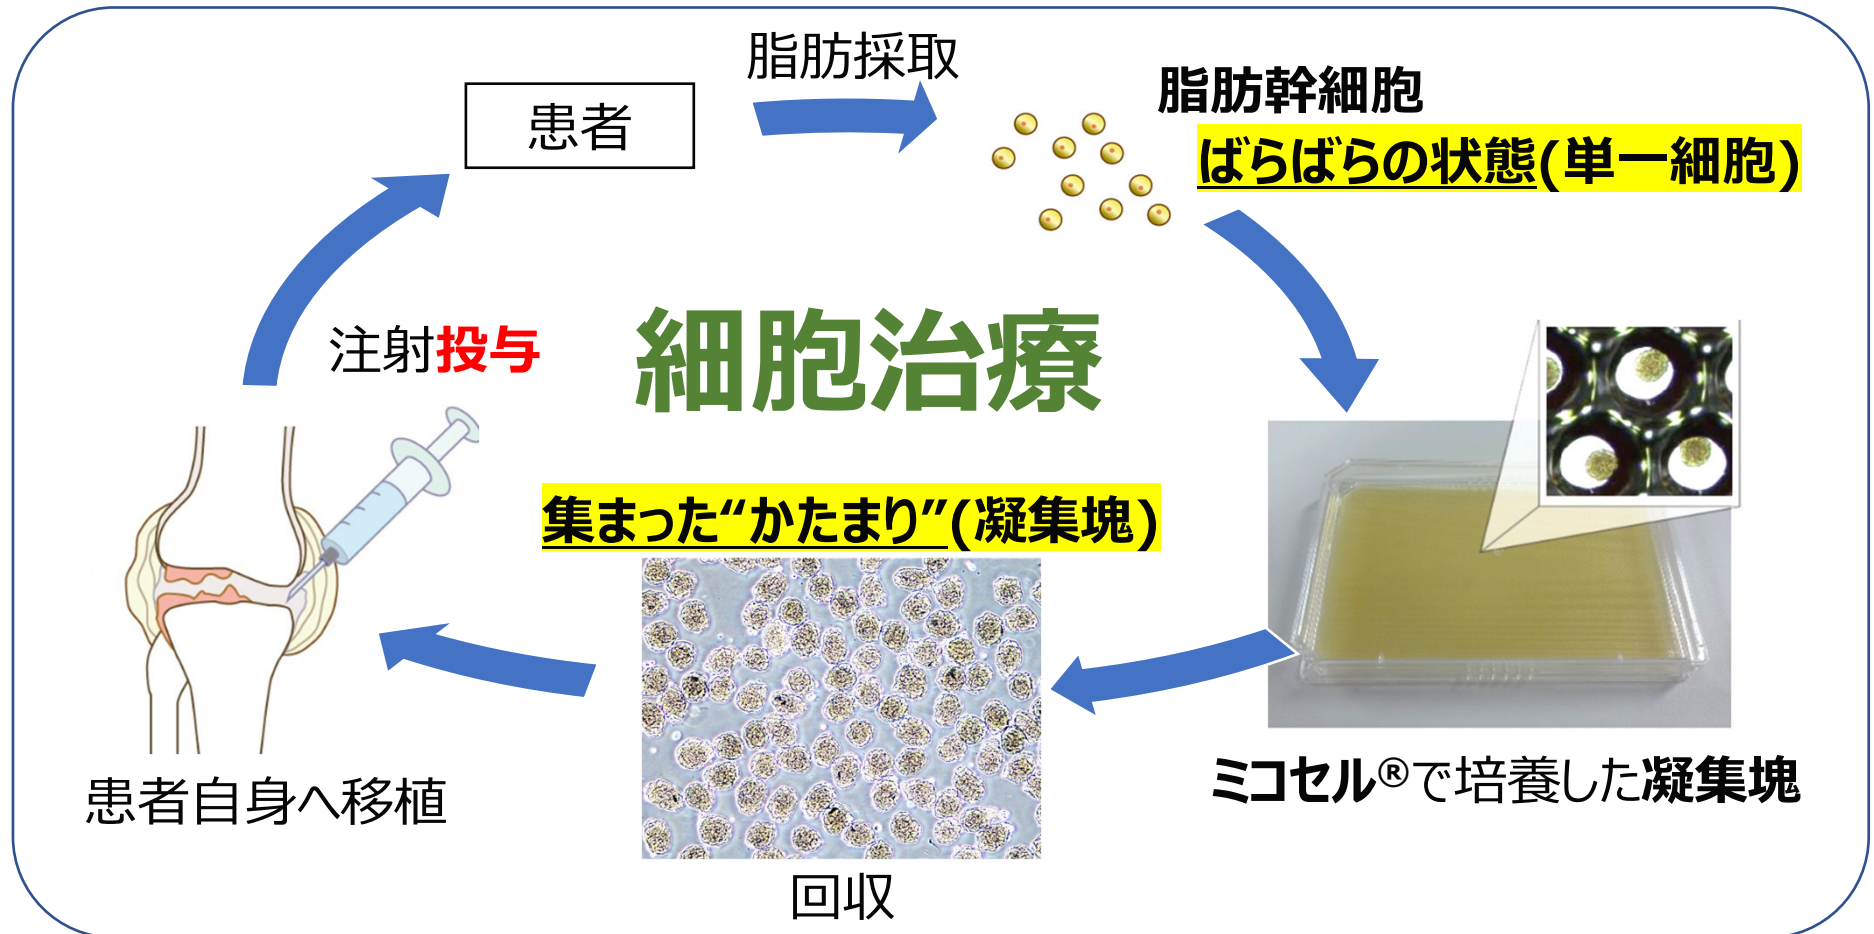 脂肪採取
患者
脂肪幹細胞
ばらばらの状態(単一細胞)
細胞治療
注射投与
集まった“かたまり”(凝集塊)
ミコセル®で培養した凝集塊
患者自身へ移植
回収